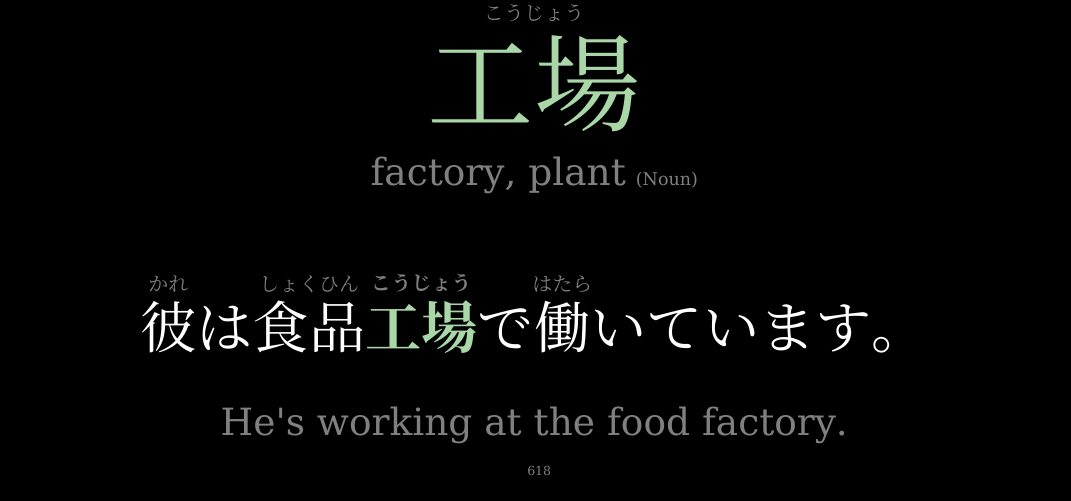 こうじょう
工場
factory, plant (Noun)
かれ しょくひん こうじょう はたら
彼は食品工場で働いています。
He's working at the food factory.
618